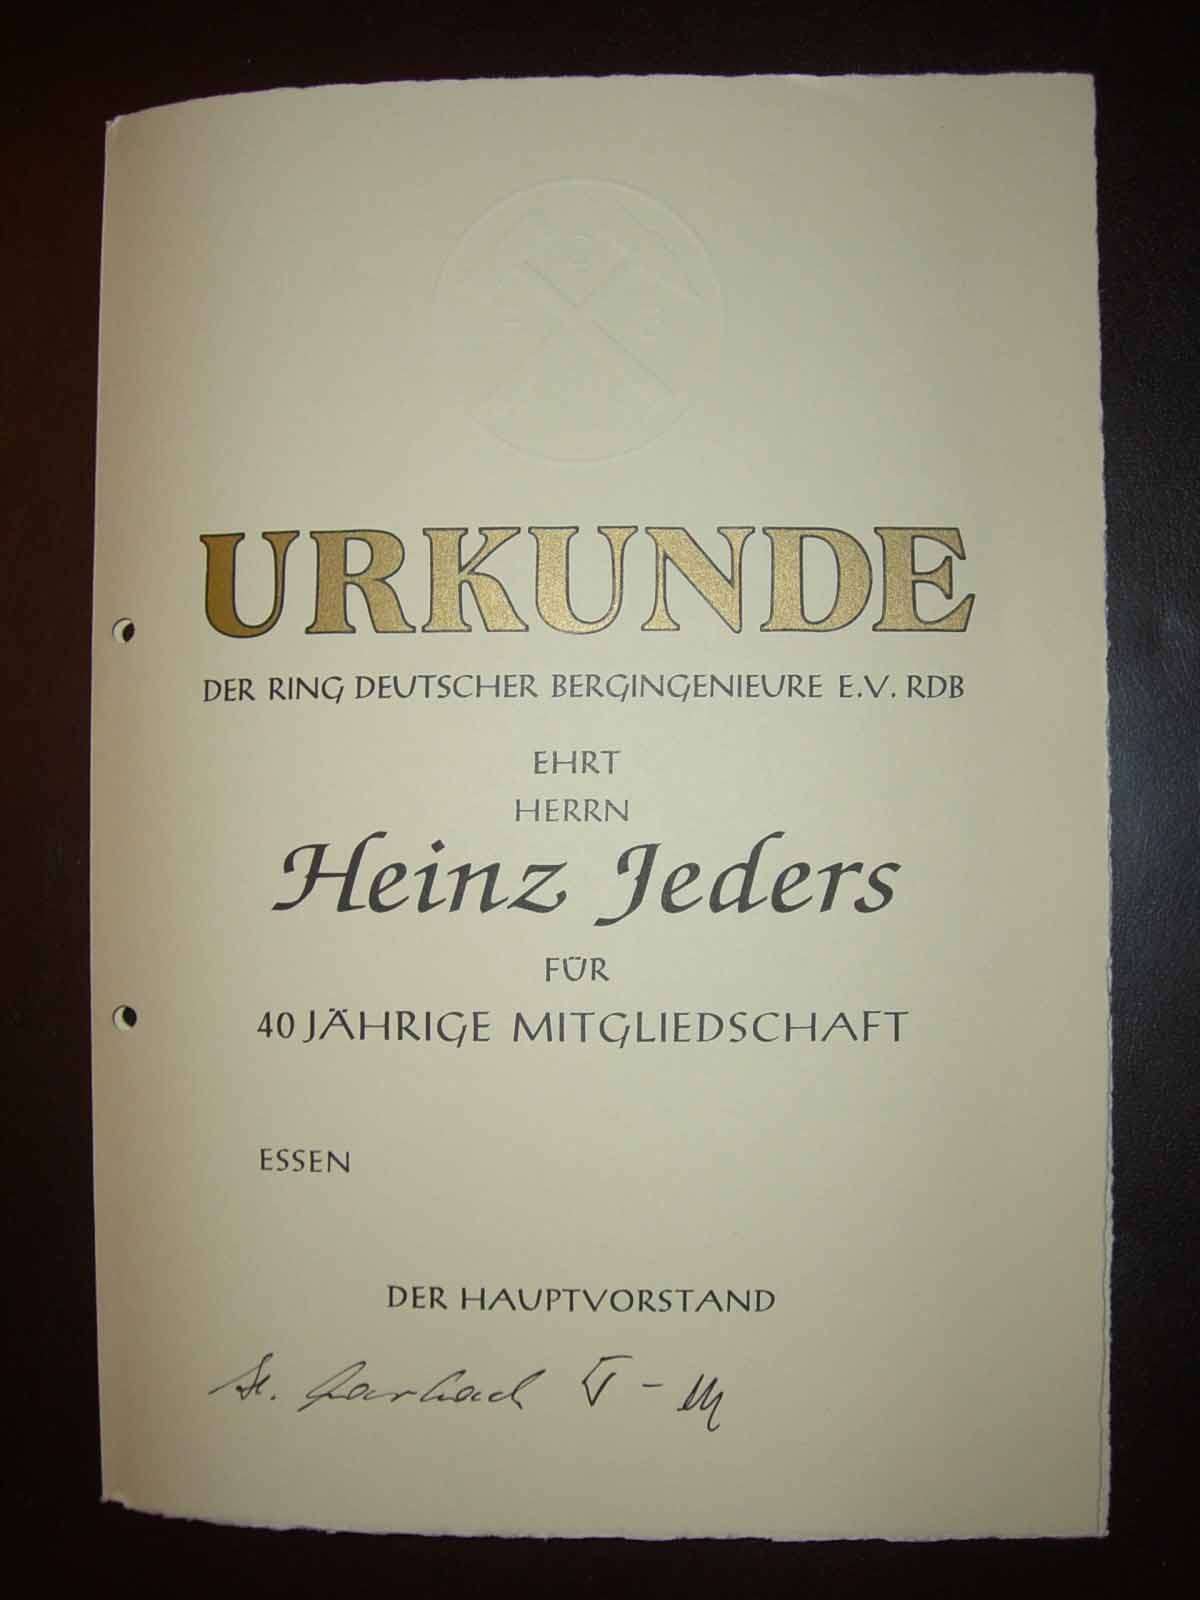 URKUNDE
DER RING DEUTSCHER BERGINGENIEURE E.V. RDB
EHRT
HERRN
Heinz Jeders
FÜR
40 JÄHRIGE MITGLIEDSCHAFT
ESSEN
DER HAUPTVORSTAND